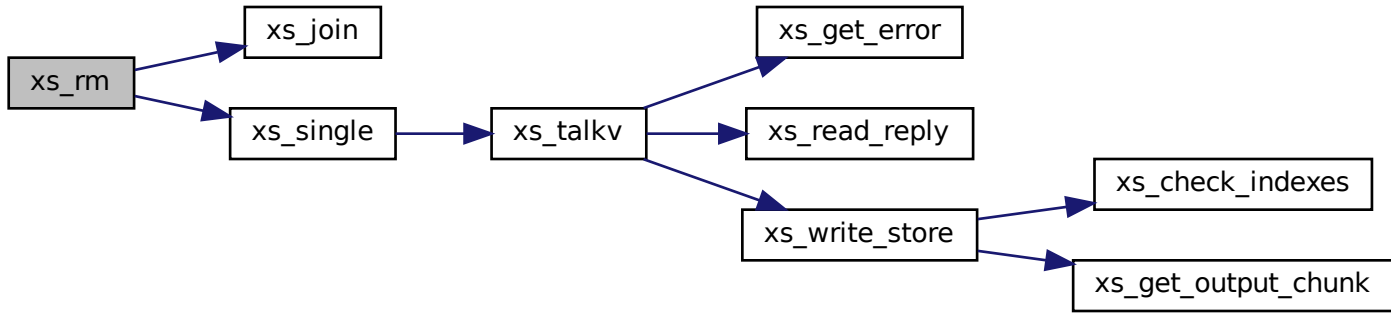 xs_rm
xs_join
xs_single
xs_talkv
xs_get_error
xs_read_reply
xs_write_store
xs_check_indexes
xs_get_output_chunk